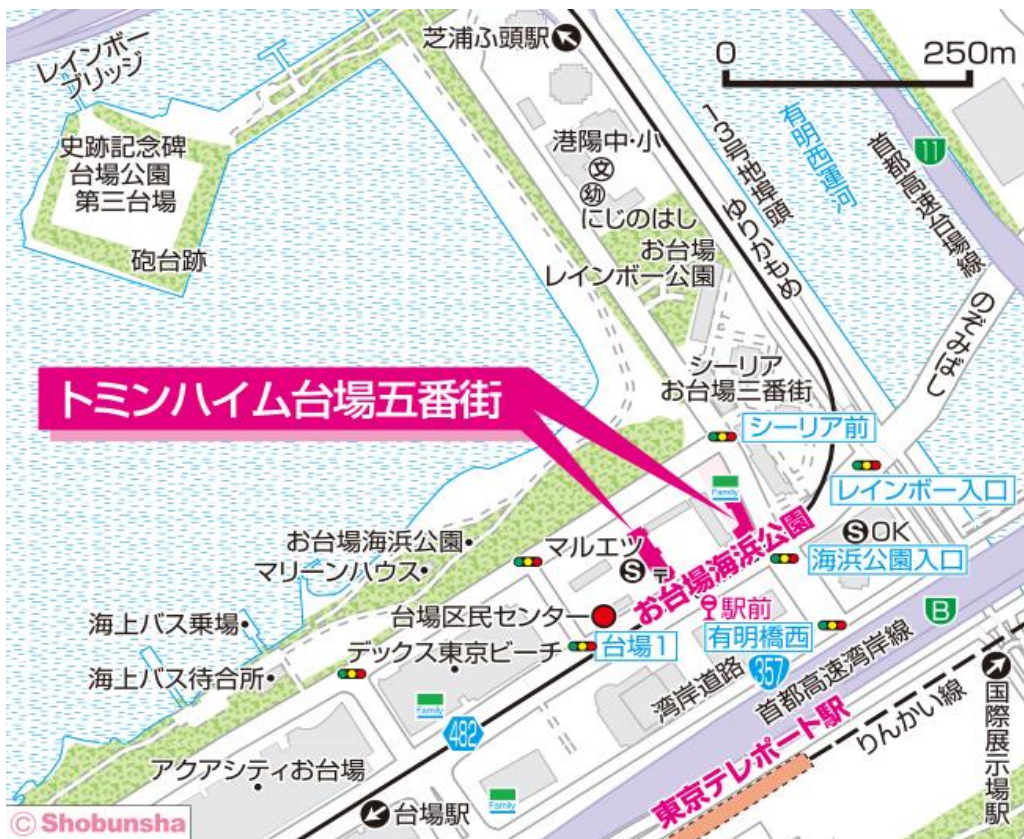 芝浦ふ頭駅
0 250m
レインボー
ブリッジ
史跡記念碑
台場公園
第三台場
砲台跡
港陽中・小
文
幼
にじのはし
お台場
レインボー公園
13号地埠頭
ゆりかもめ
有明西運河
首都高速台場線
11
のぞみばし
トミンハイム台場五番街
シーリア
お台場三番街
シーリア前
レインボー入口
Family
S OK
海浜公園入口
お台場海浜公園
マリーンハウス
マルエツ
S 〒
お台場海浜公園
駅前
海上バス乗場
台場区民センター
台場1
有明橋西
B
海上バス待合所
デックス東京ビーチ
Family
482
357
湾岸道路
首都高速湾岸線
りんかい線
国際展示場駅
東京テレポート駅
アクアシティお台場
Family
台場駅
© Shobunsha